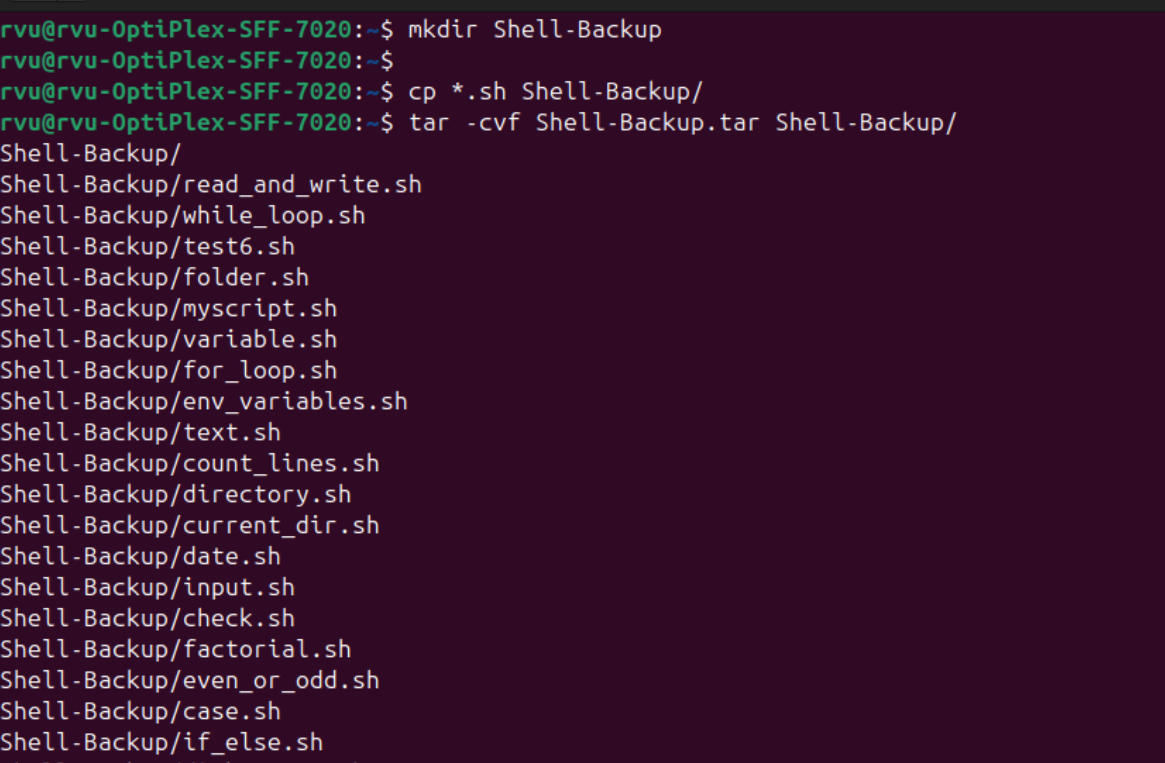 rvu@rvu-OptiPlex-SFF-7020:~$ mkdir Shell-Backup
rvu@rvu-OptiPlex-SFF-7020:~$
rvu@rvu-OptiPlex-SFF-7020:~$ cp *.sh Shell-Backup/
rvu@rvu-OptiPlex-SFF-7020:~$ tar -cvf Shell-Backup.tar Shell-Backup/
Shell-Backup/
Shell-Backup/read_and_write.sh
Shell-Backup/while_loop.sh
Shell-Backup/test6.sh
Shell-Backup/folder.sh
Shell-Backup/myscript.sh
Shell-Backup/variable.sh
Shell-Backup/for_loop.sh
Shell-Backup/env_variables.sh
Shell-Backup/text.sh
Shell-Backup/count_lines.sh
Shell-Backup/directory.sh
Shell-Backup/current_dir.sh
Shell-Backup/date.sh
Shell-Backup/input.sh
Shell-Backup/check.sh
Shell-Backup/factorial.sh
Shell-Backup/even_or_odd.sh
Shell-Backup/case.sh
Shell-Backup/if_else.sh